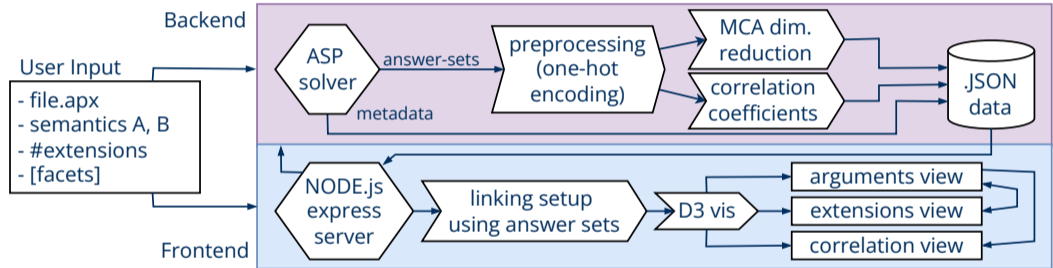 Backend
User Input
- file.apx
- semantics A, B
- #extensions
- [facets]
Frontend
ASP
solver
answer-sets
metadata
preprocessing
(one-hot
encoding)
MCA dim.
reduction
correlation
coefficients
.JSON
data
NODE.js
express
server
linking setup
using answer sets
D3 vis
arguments view
extensions view
correlation view